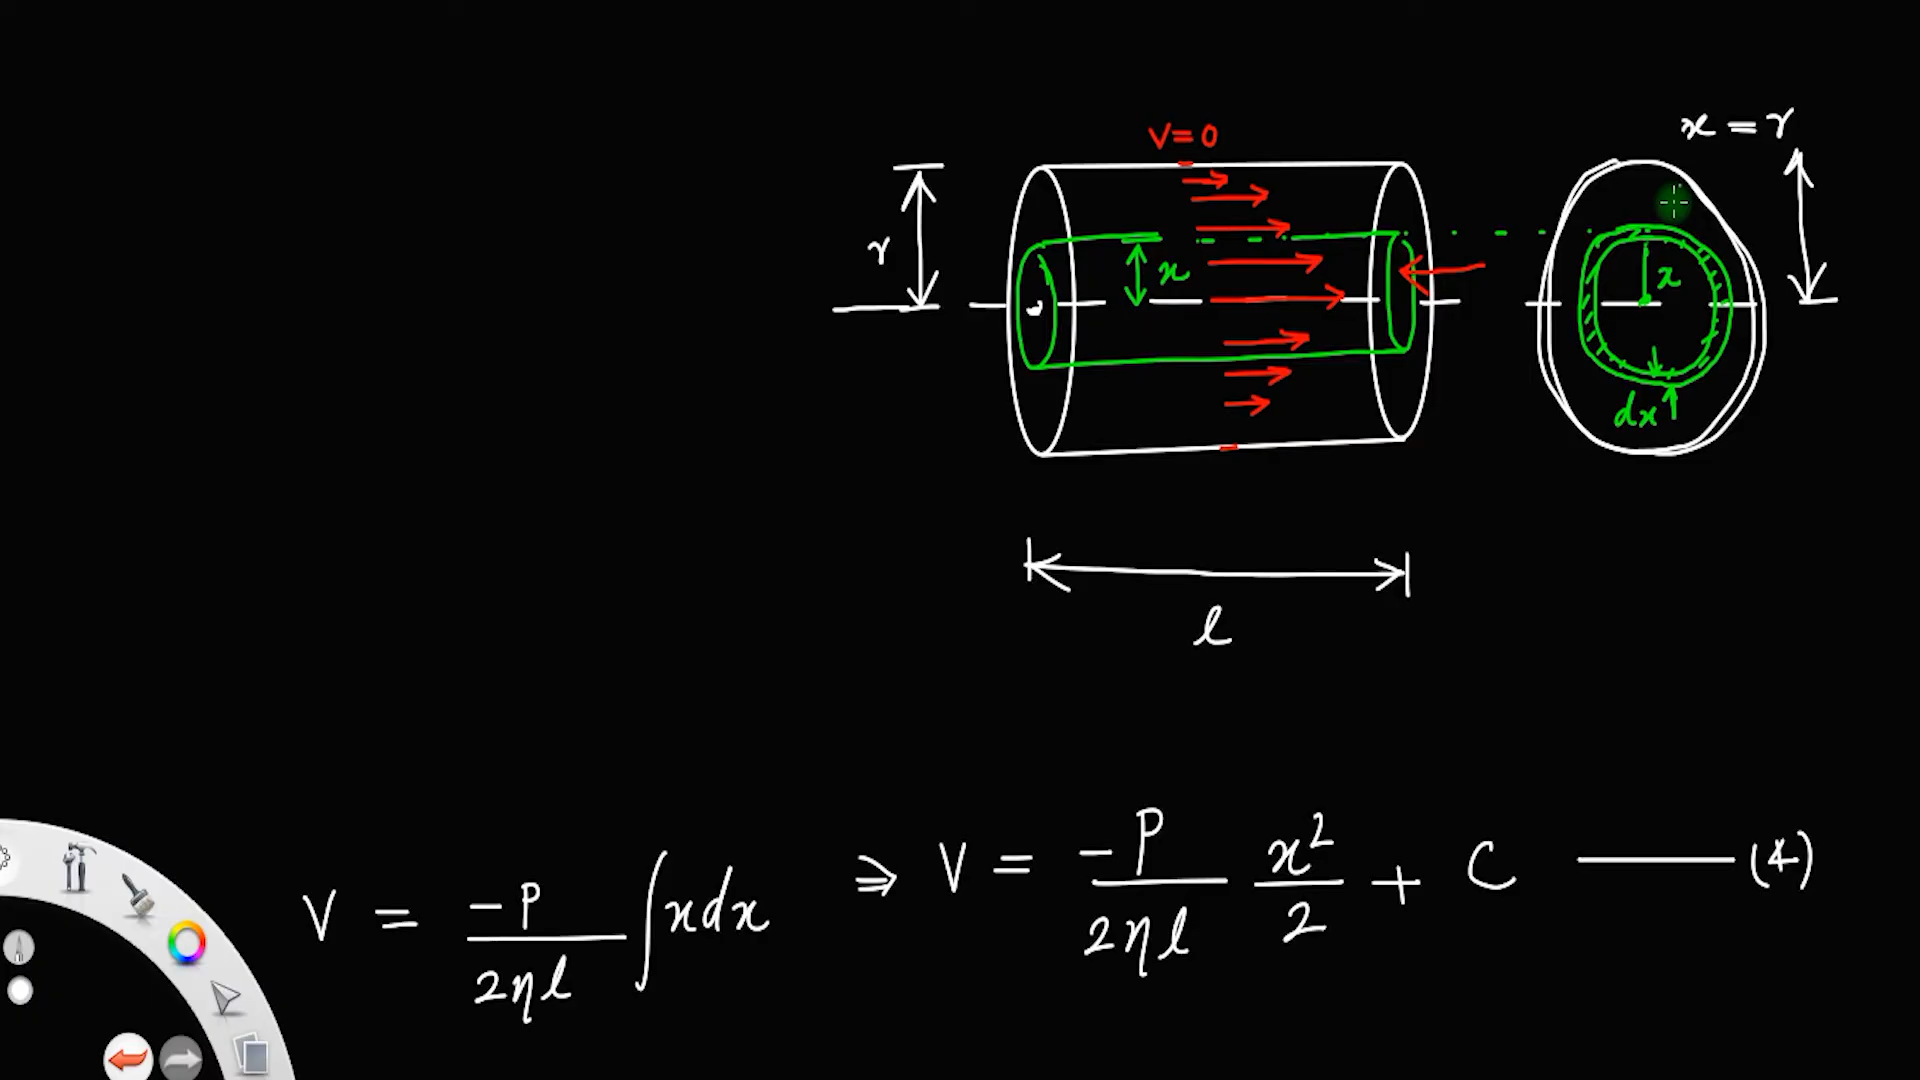 V=0
x = r
r
x
x
dx
l
V = -P/2ηl ∫xdx ⇒ V = -P/2ηl x²/2 + C —— (4)